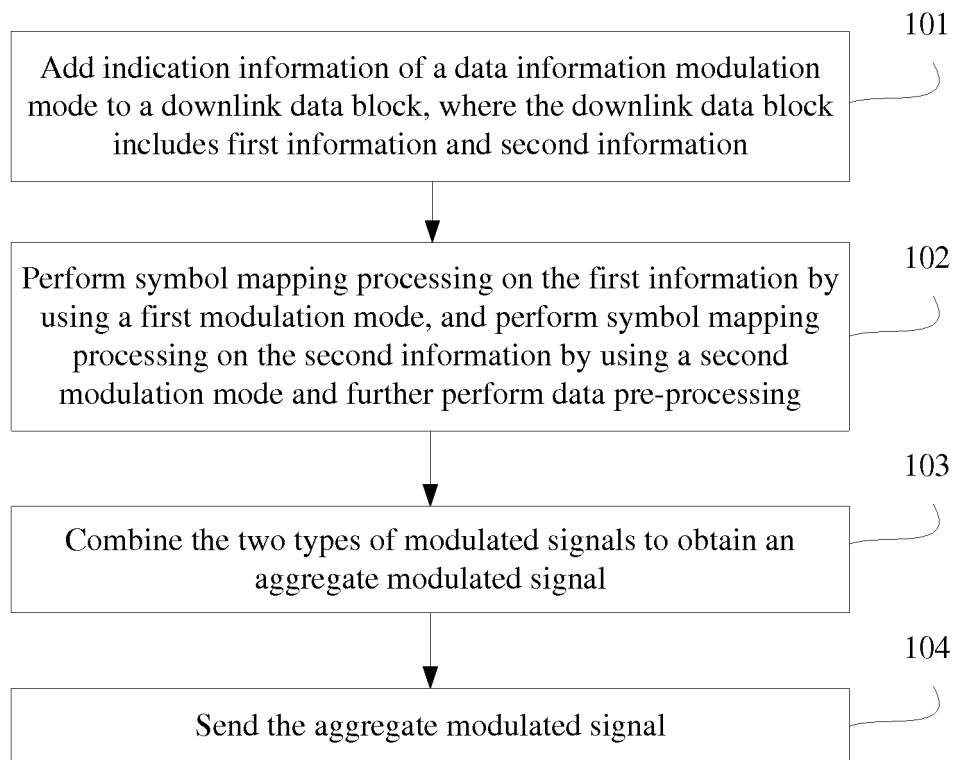 101
Add indication information of a data information modulation
mode to a downlink data block, where the downlink data block
includes first information and second information
102
Perform symbol mapping processing on the first information by
using a first modulation mode, and perform symbol mapping
processing on the second information by using a second
modulation mode and further perform data pre-processing
103
Combine the two types of modulated signals to obtain an
aggregate modulated signal
104
Send the aggregate modulated signal